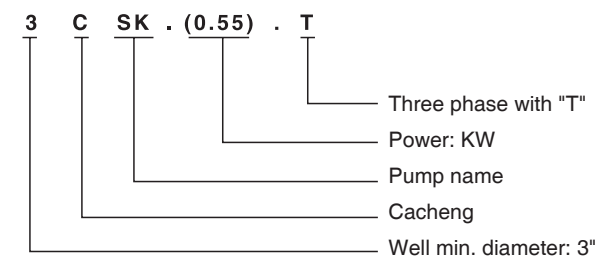 3 C SK . (0.55) . T
Three phase with "T"
Power: KW
Pump name
Cacheng
Well min. diameter: 3"